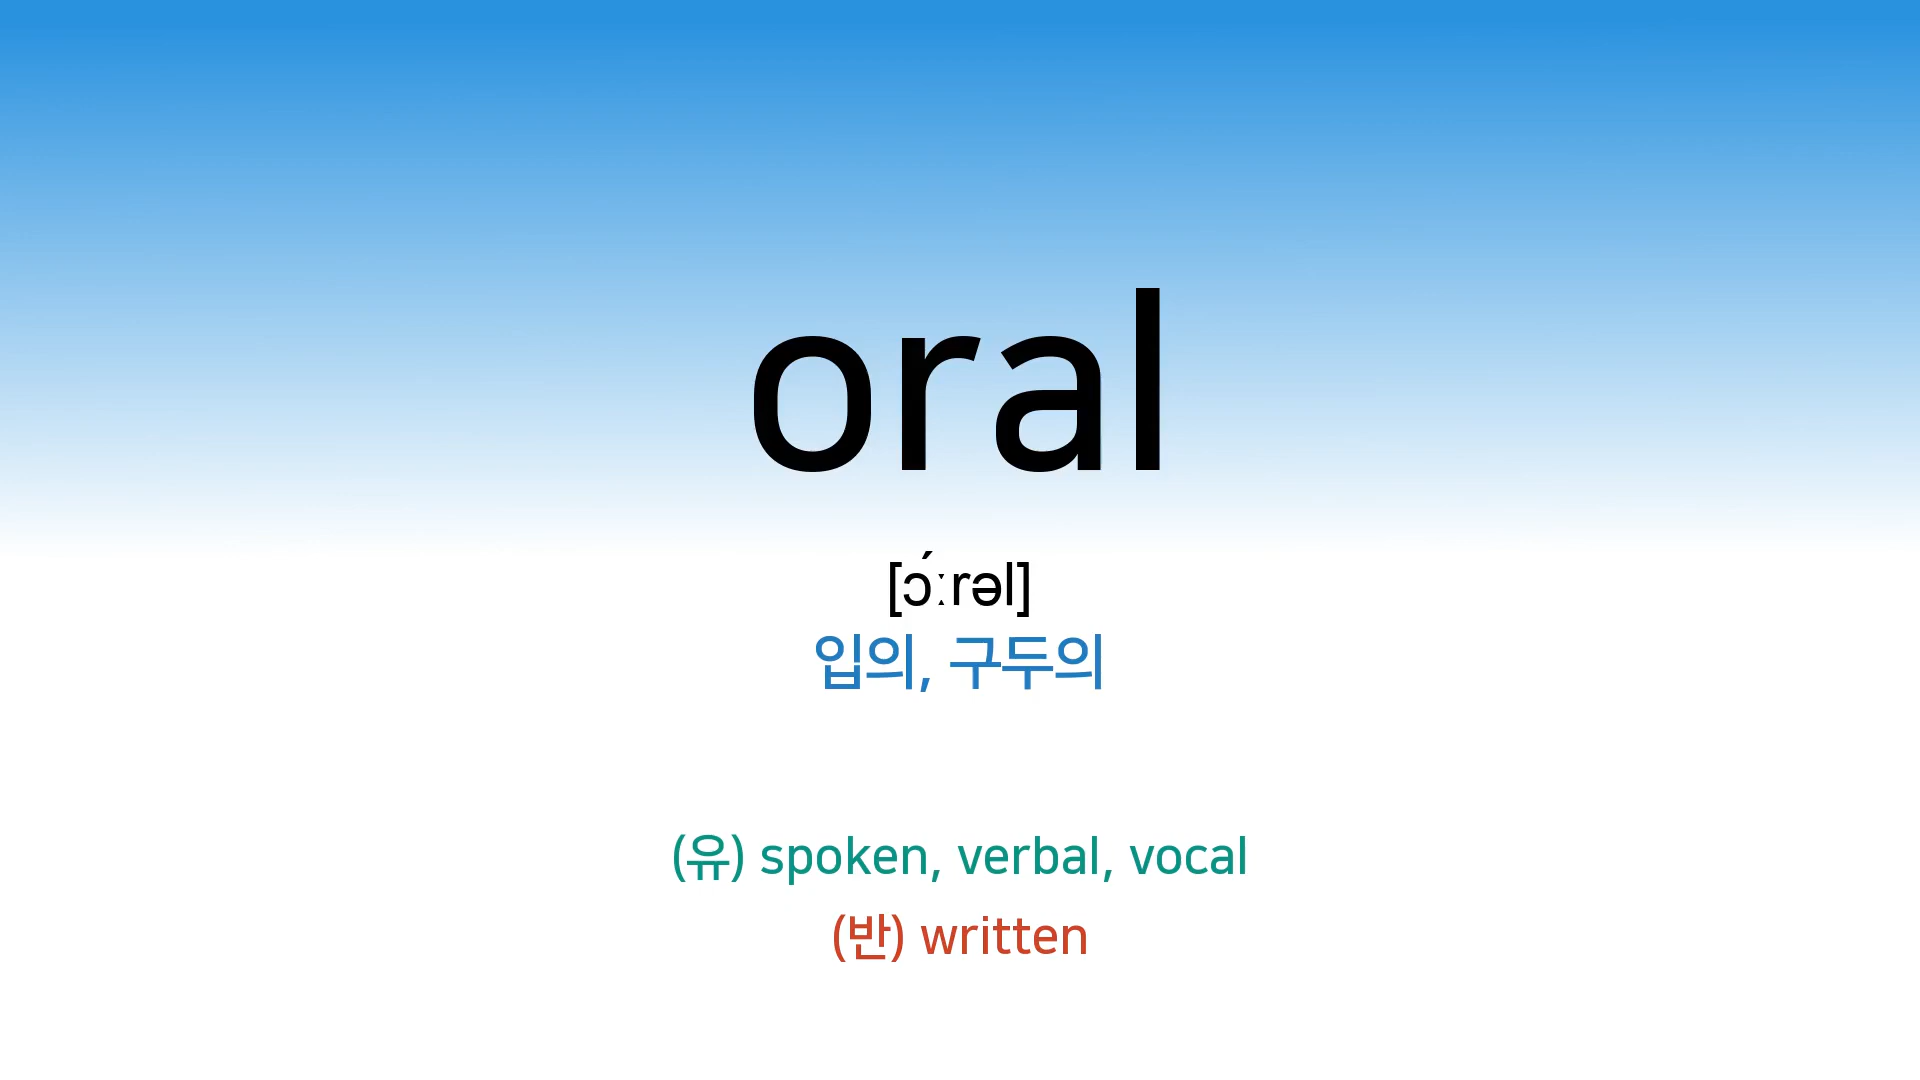 oral
[ɔ́ːrəl]
입의, 구두의
(유) spoken, verbal, vocal
(반) written